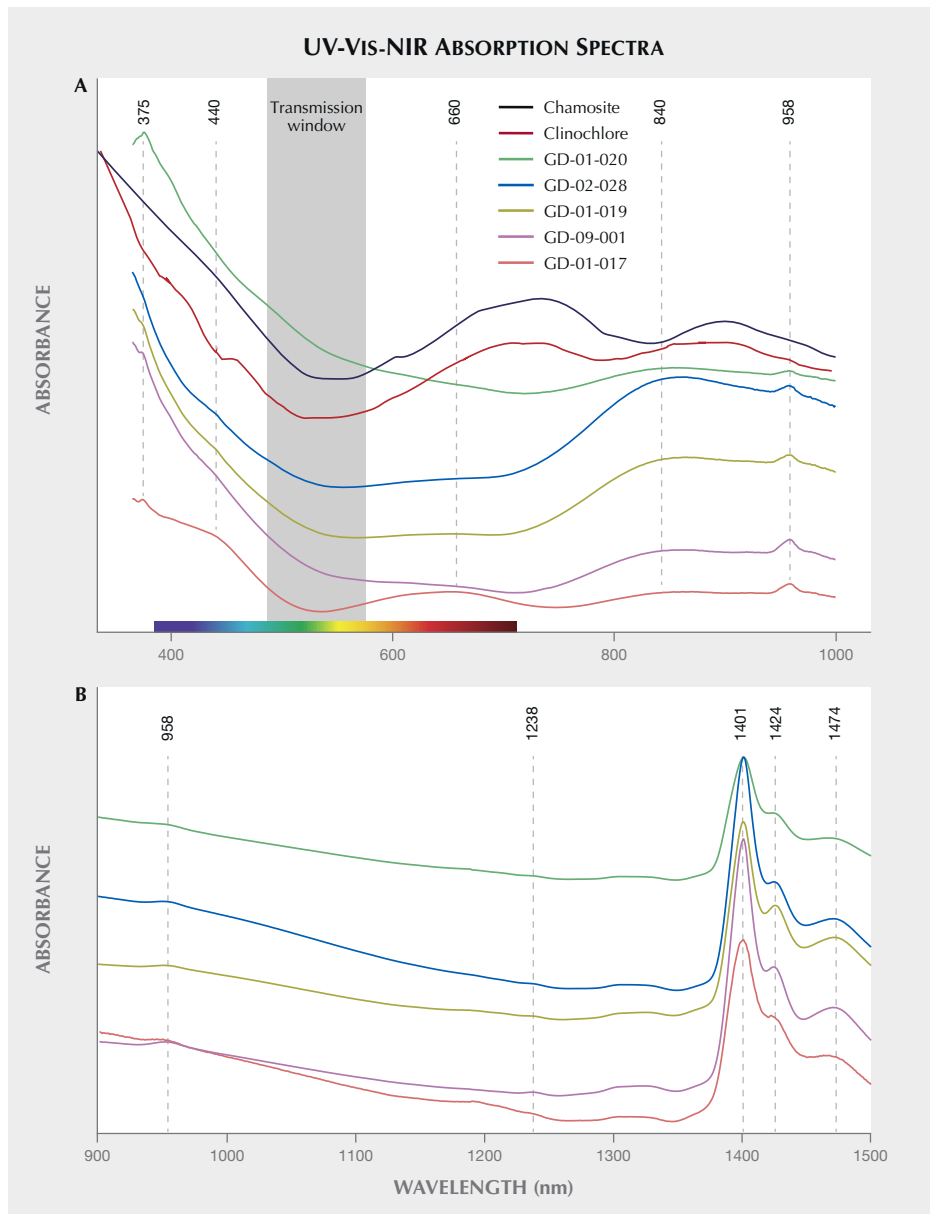 UV-VIS-NIR ABSORPTION SPECTRA
A
375
440
Transmission
window
660
840
958
Chamosite
Clinochlore
GD-01-020
GD-02-028
GD-01-019
GD-09-001
GD-01-017
ABSORBANCE
400
600
800
1000
B
958
1238
1401
1424
1474
ABSORBANCE
900
1000
1100
1200
1300
1400
1500
WAVELENGTH (nm)